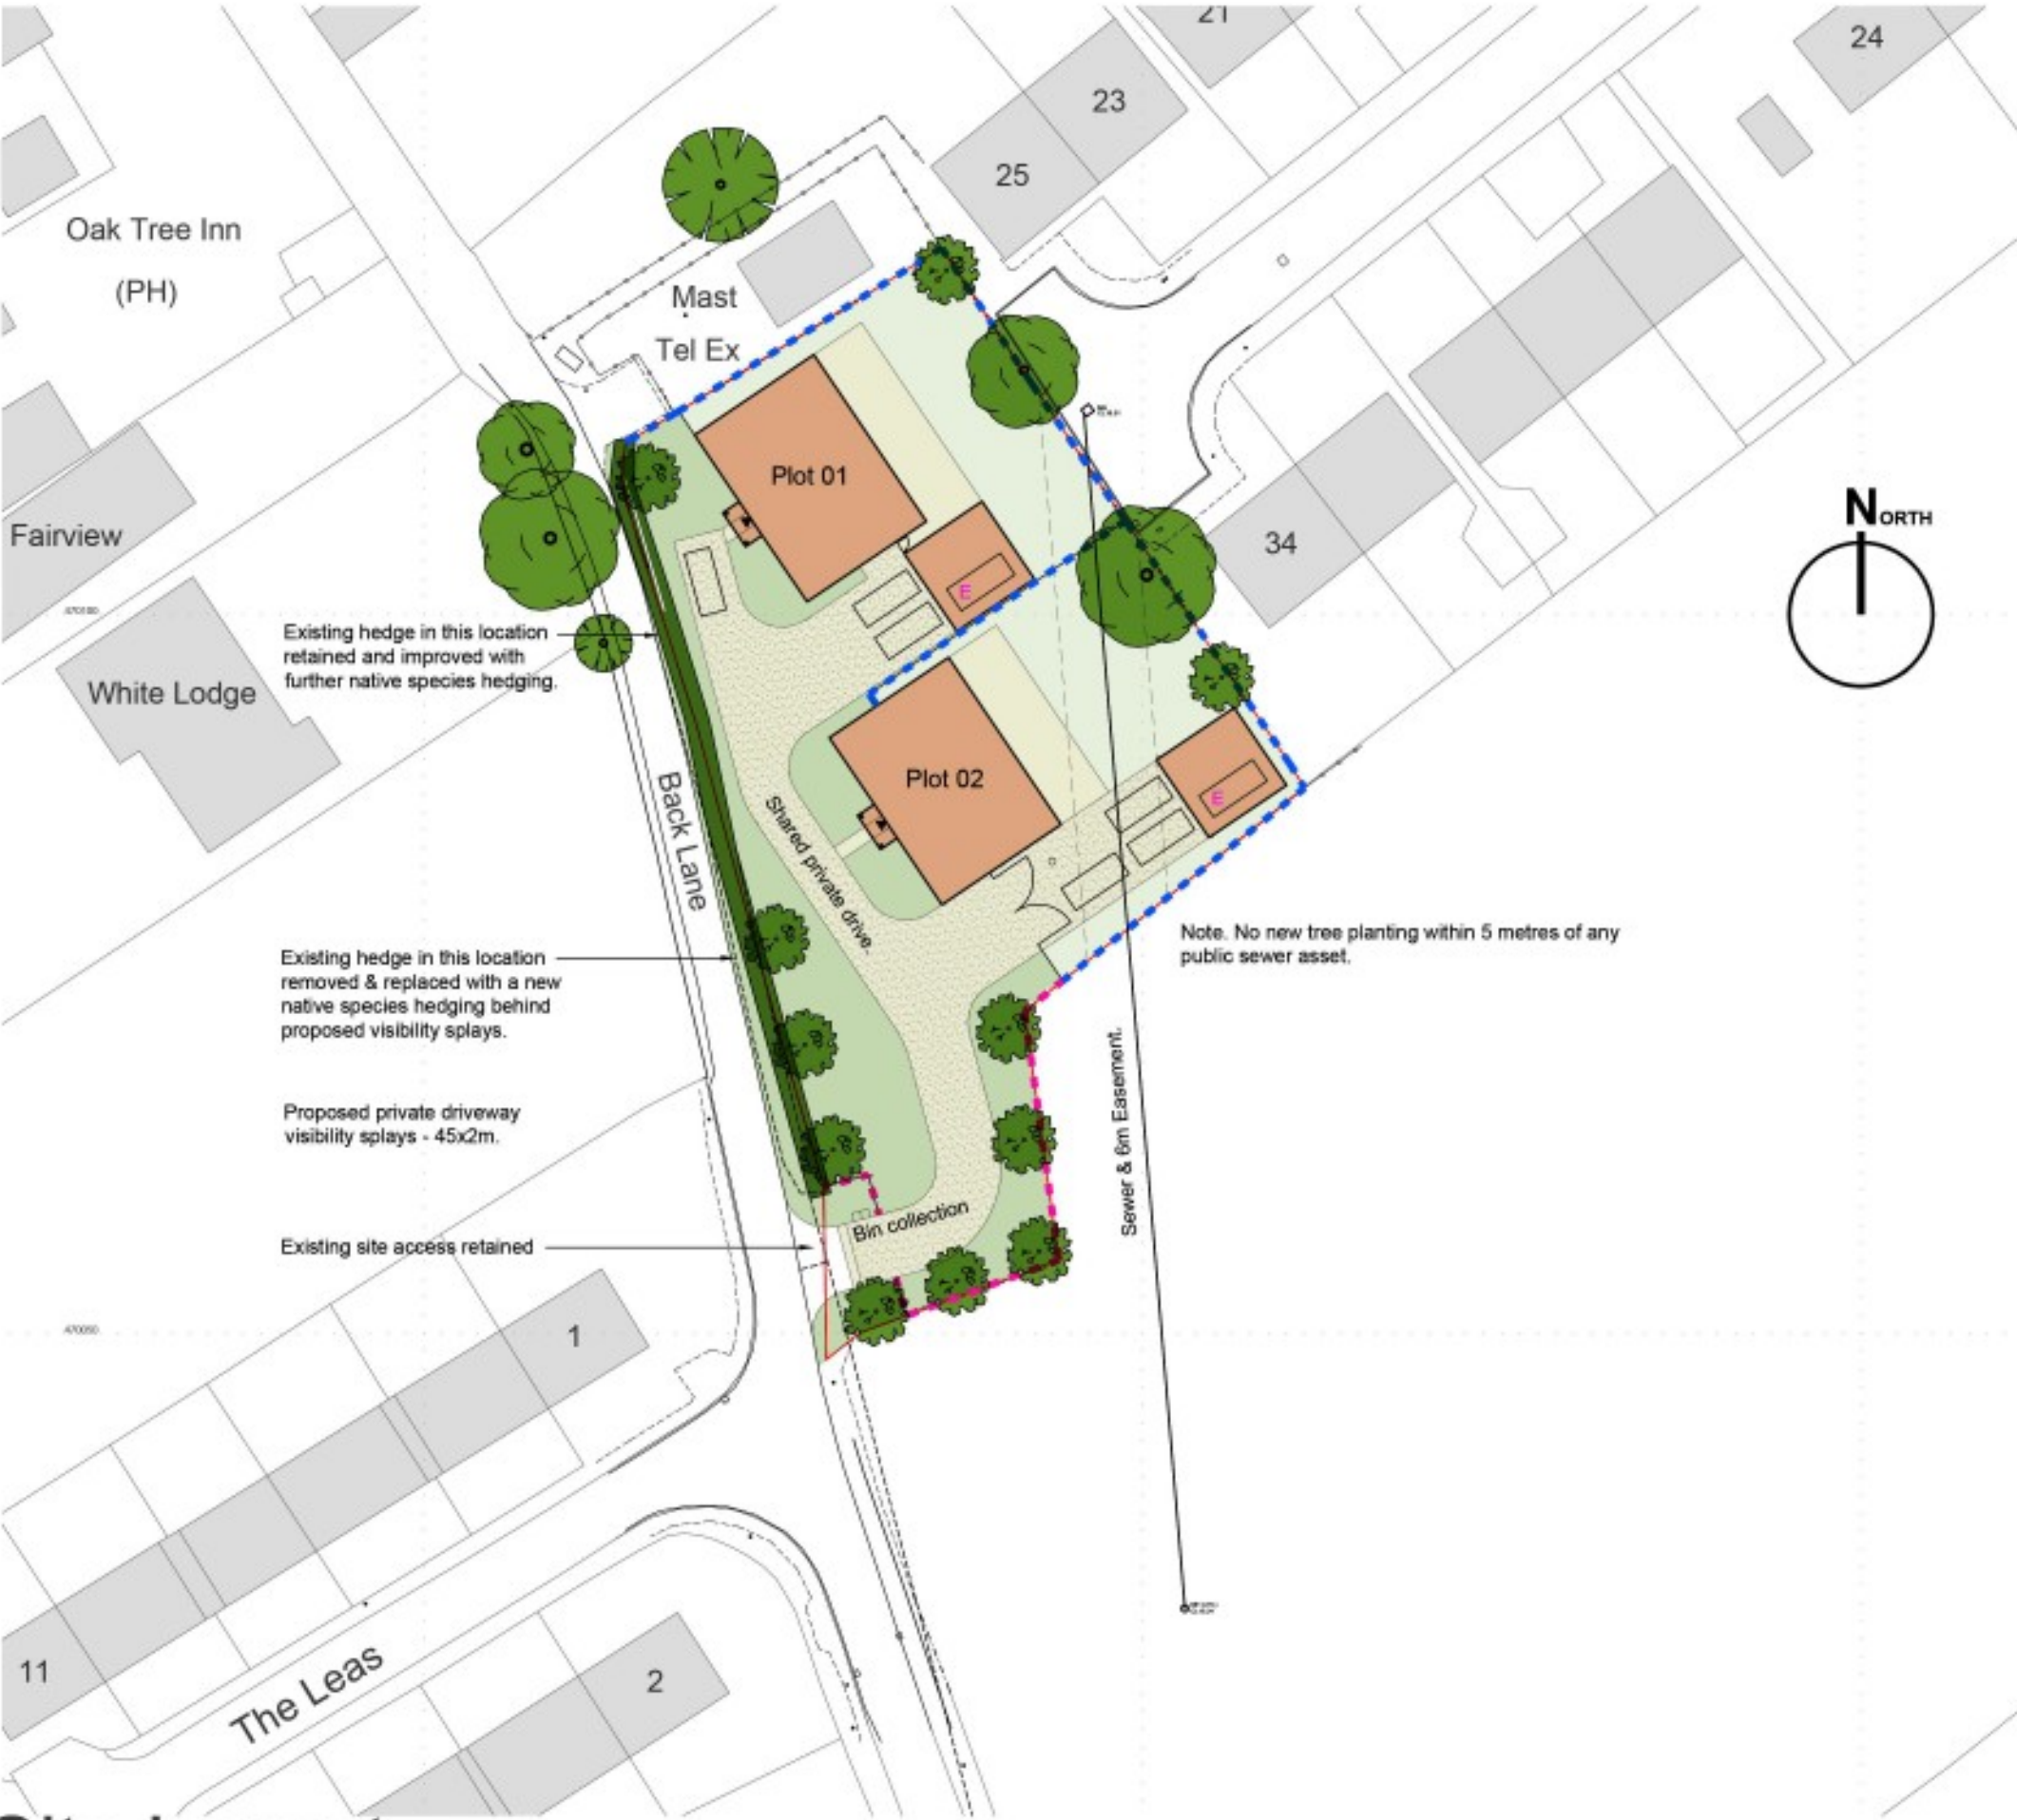 21
24
23
25
Oak Tree Inn
(PH)
Mast
Tel Ex
Plot 01
NORTH
Fairview
34
E
470100
Existing hedge in this location
retained and improved with
further native species hedging.
White Lodge
Back Lane
Plot 02
E
Shared private drive.
Note. No new tree planting within 5 metres of any
public sewer asset.
Existing hedge in this location
removed & replaced with a new
native species hedging behind
proposed visibility splays.
Sewer & 6m Easement.
Proposed private driveway
visibility splays - 45x2m.
Bin collection
Existing site access retained
470050
1
11
The Leas
2